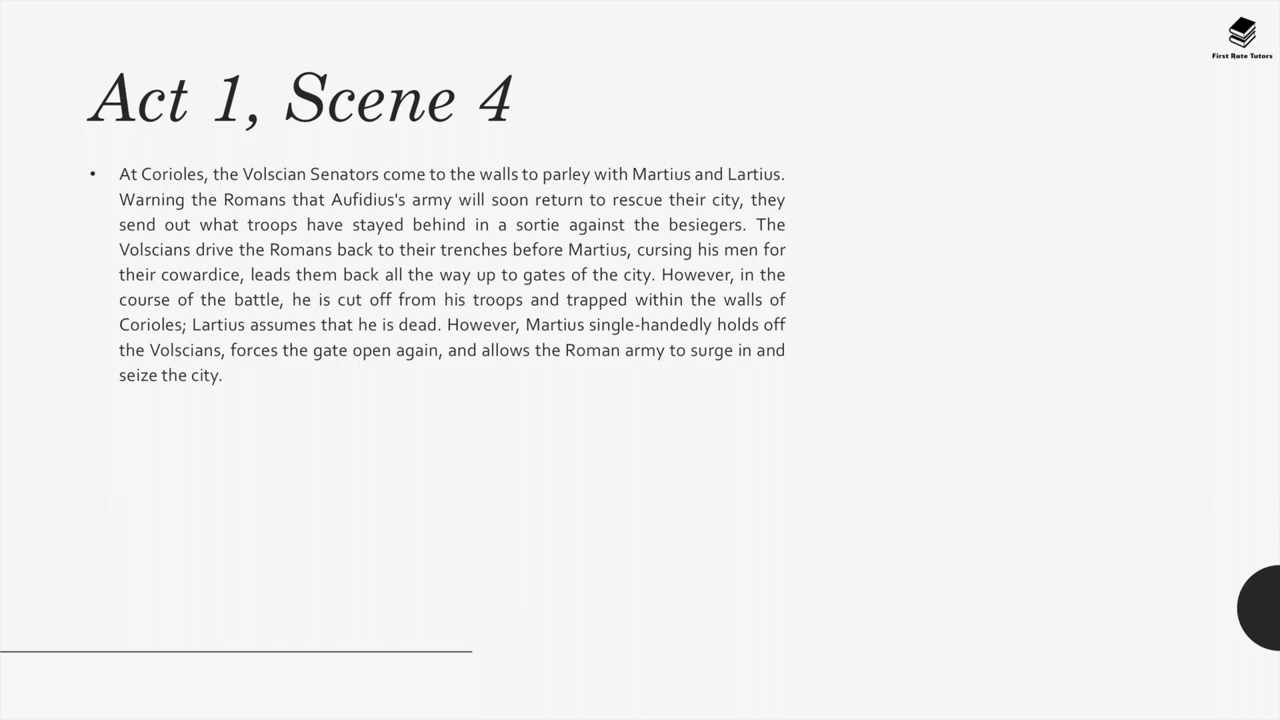 First Rate Tutors
Act 1, Scene 4
• At Corioles, the Volscian Senators come to the walls to parley with Martius and Lartius.
Warning the Romans that Aufidius's army will soon return to rescue their city, they
send out what troops have stayed behind in a sortie against the besiegers. The
Volscians drive the Romans back to their trenches before Martius, cursing his men for
their cowardice, leads them back all the way up to gates of the city. However, in the
course of the battle, he is cut off from his troops and trapped within the walls of
Corioles; Lartius assumes that he is dead. However, Martius single-handedly holds off
the Volscians, forces the gate open again, and allows the Roman army to surge in and
seize the city.